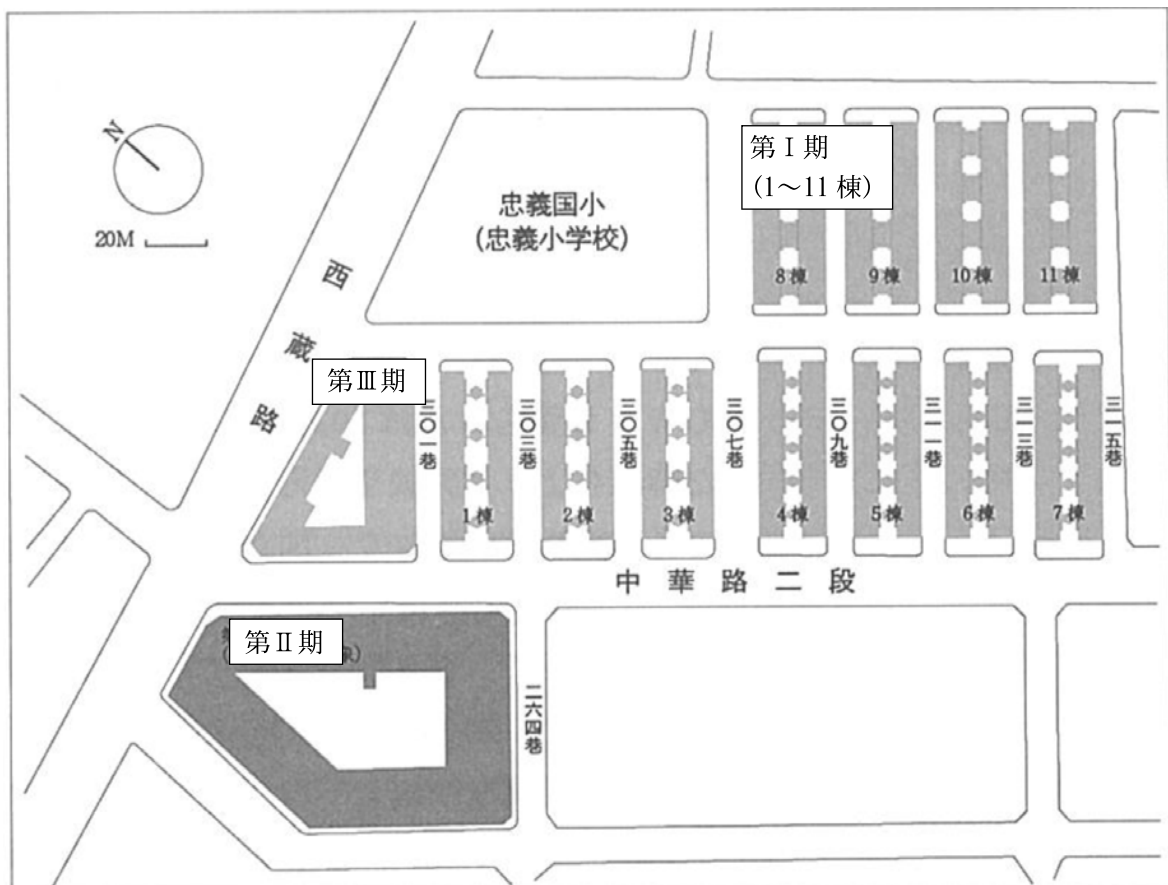 N
20M
忠義国小
(忠義小学校)
第Ⅰ期
(1～11 棟)
8棟
9棟
10棟
11棟
西
蔵
路
第Ⅲ期
三〇一巷
三〇三巷
三〇五巷
三〇七巷
三〇九巷
三一一巷
三一三巷
三一五巷
1棟
2棟
3棟
4棟
5棟
6棟
7棟
中華路二段
第Ⅱ期
二六四巷